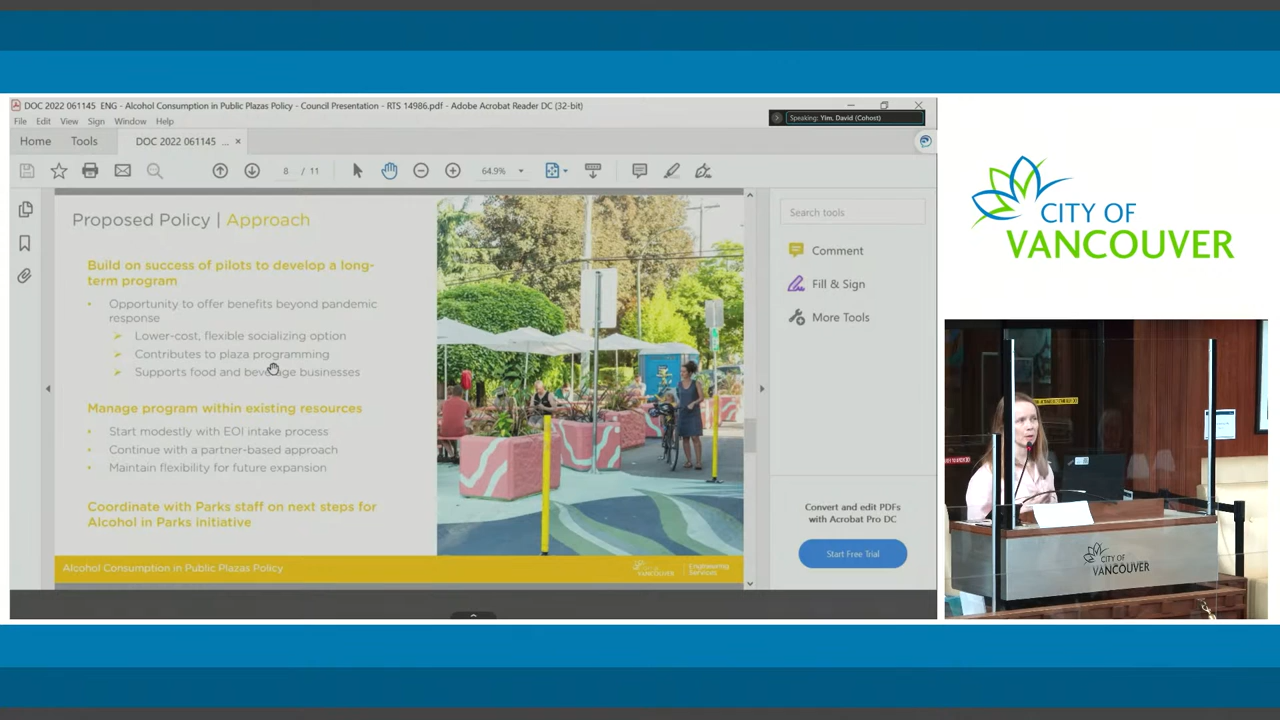 DOC 2022 061145 ENG - Alcohol Consumption in Public Plazas Policy - Council Presentation - RTS 14986.pdf - Adobe Acrobat Reader DC (32-bit)
Speaking: Yim, David (Cohost)
File Edit View Sign Window Help
Home Tools DOC 2022 061145 ... ×
8 / 11 64.9%
Proposed Policy | Approach
Build on success of pilots to develop a long-
term program
• Opportunity to offer benefits beyond pandemic
response
➢ Lower-cost, flexible socializing option
➢ Contributes to plaza programming
➢ Supports food and beverage businesses
Manage program within existing resources
• Start modestly with EOI intake process
• Continue with a partner-based approach
• Maintain flexibility for future expansion
Coordinate with Parks staff on next steps for
Alcohol in Parks initiative
Alcohol Consumption in Public Plazas Policy
CITY OF
VANCOUVER
Engineering
Services
Search tools
Comment
Fill & Sign
More Tools
Convert and edit PDFs
with Acrobat Pro DC
Start Free Trial
CITY OF
VANCOUVER
CITY OF
VANCOUVER